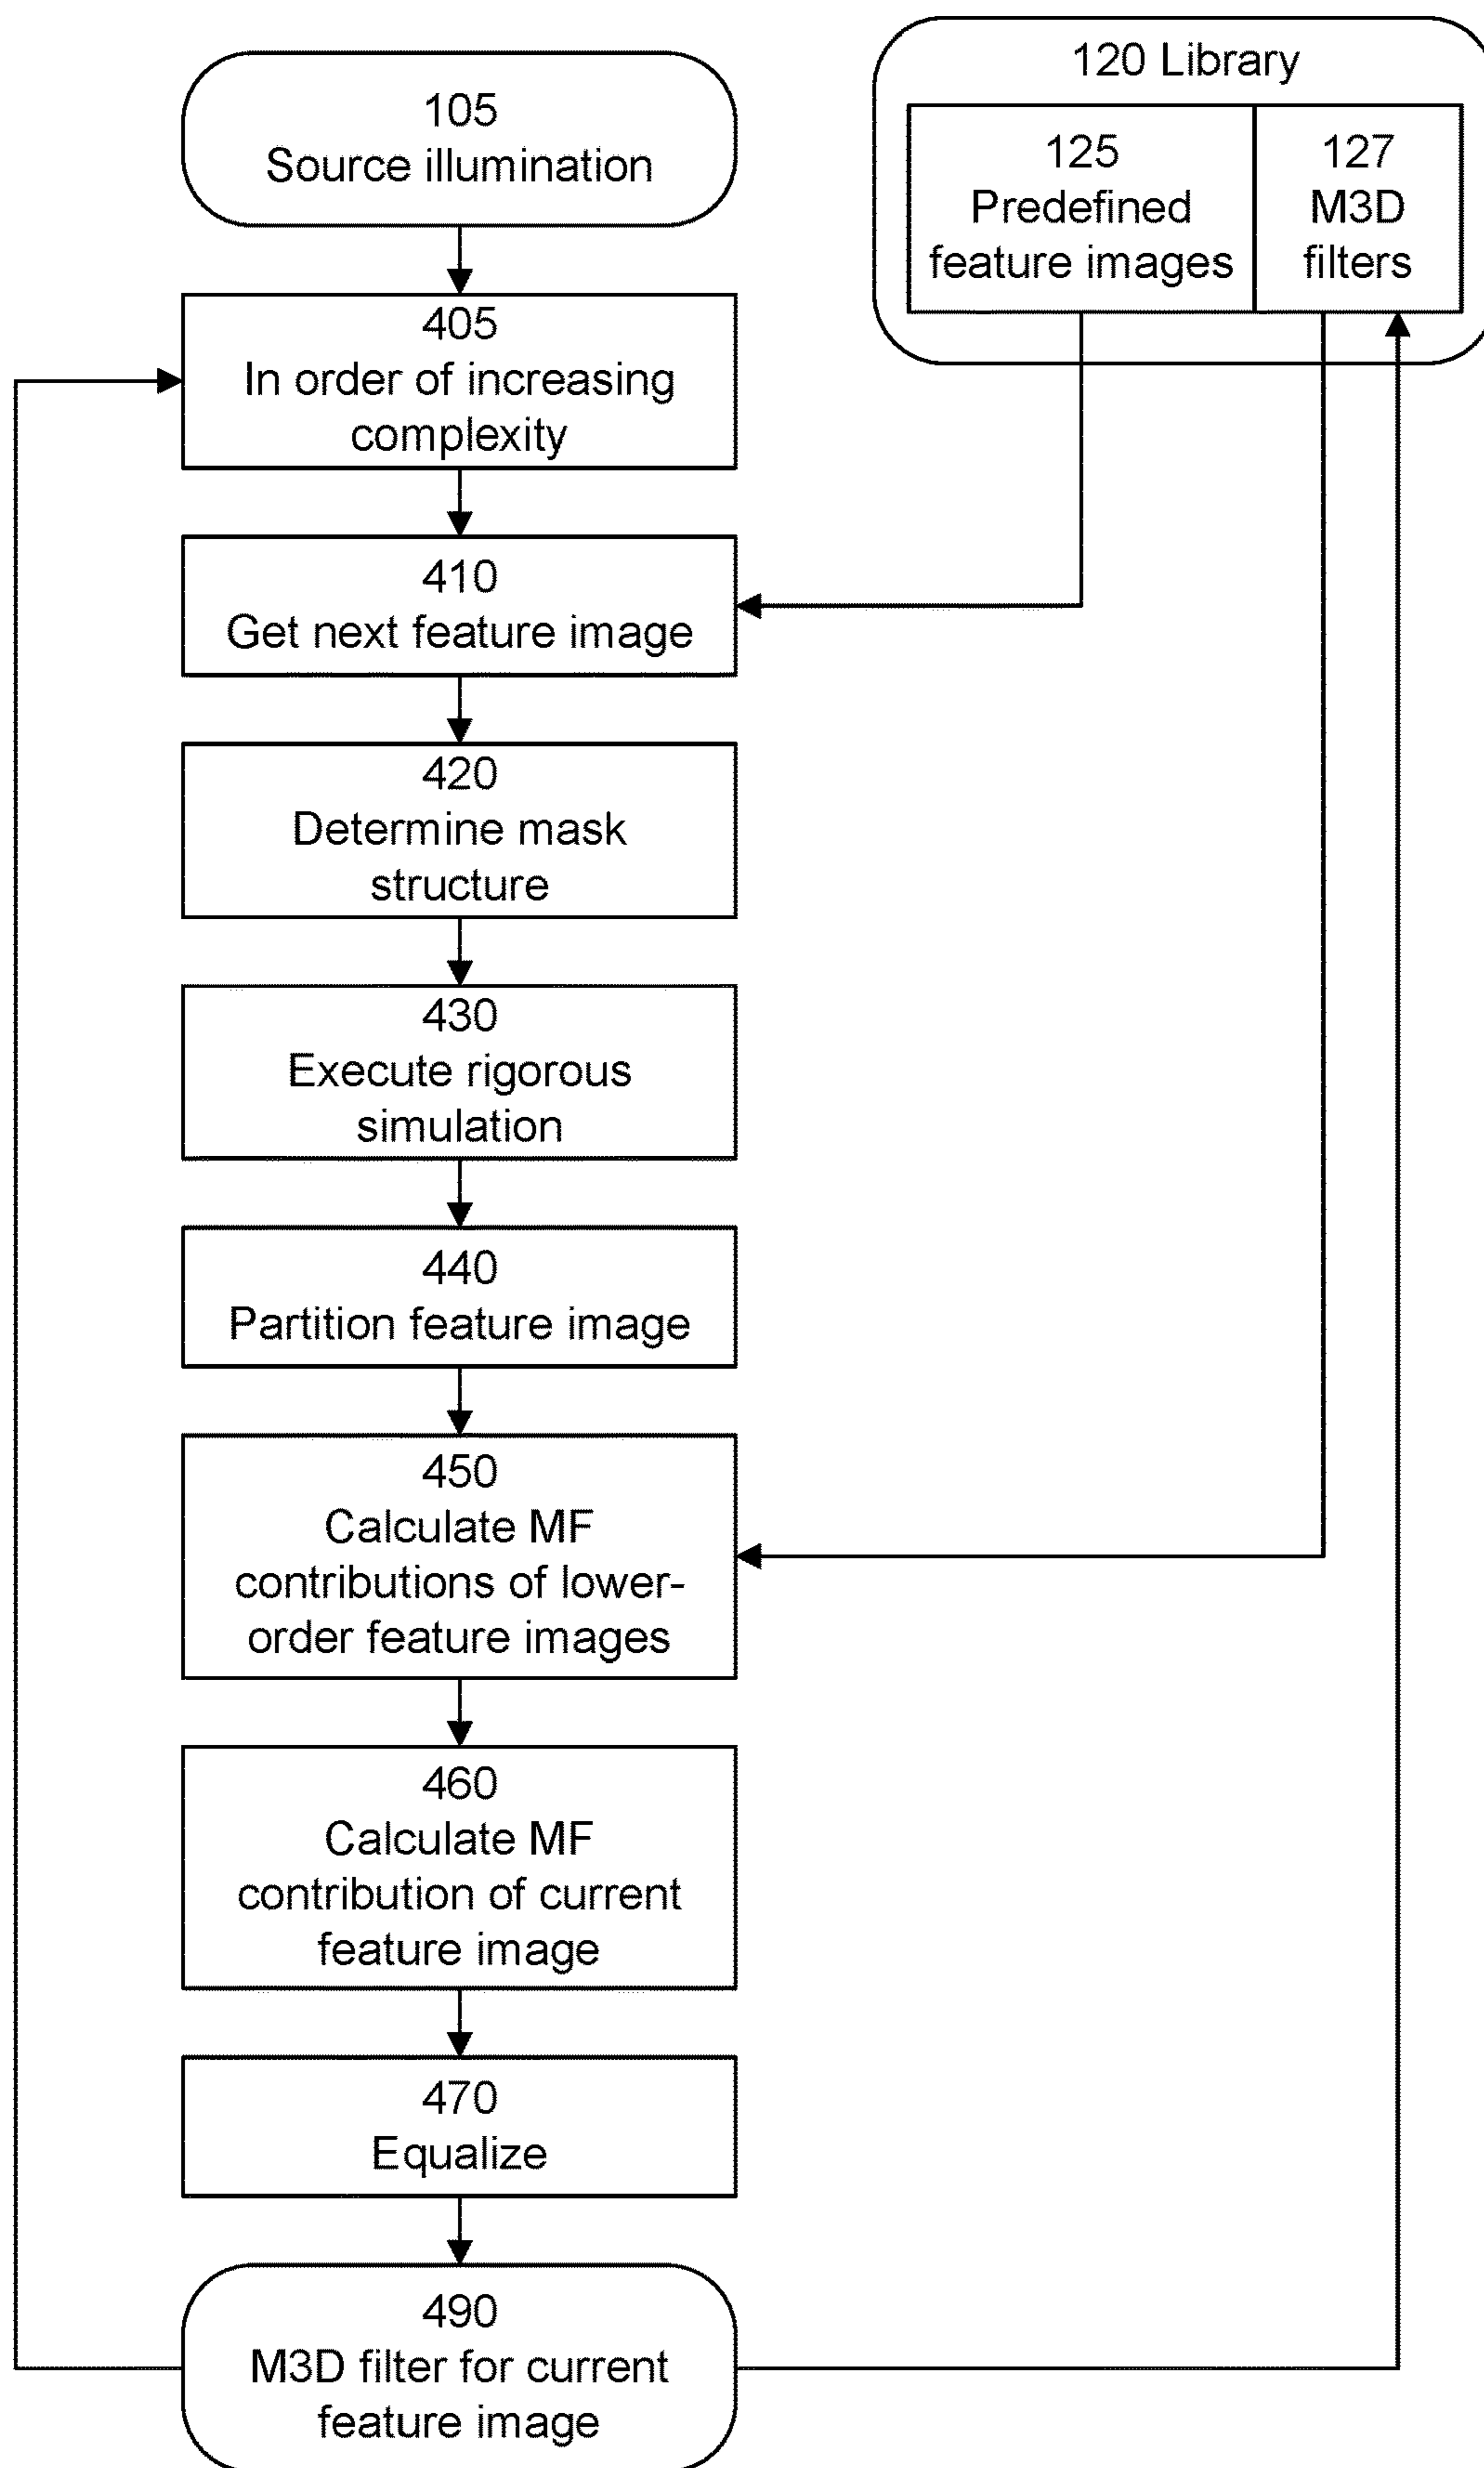 105
Source illumination
120 Library
125
Predefined
feature images
127
M3D
filters
405
In order of increasing
complexity
410
Get next feature image
420
Determine mask
structure
430
Execute rigorous
simulation
440
Partition feature image
450
Calculate MF
contributions of lower-
order feature images
460
Calculate MF
contribution of current
feature image
470
Equalize
490
M3D filter for current
feature image